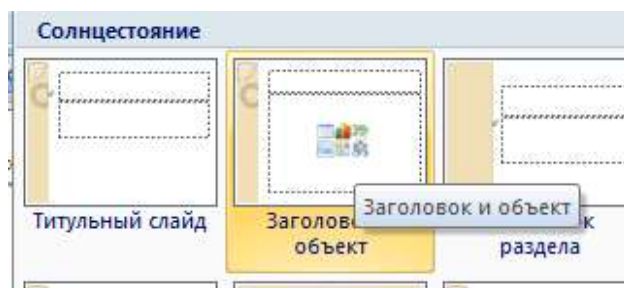 Солнцестояние
Титульный слайд
Заголово
объект
Заголовок и объект
к
раздела